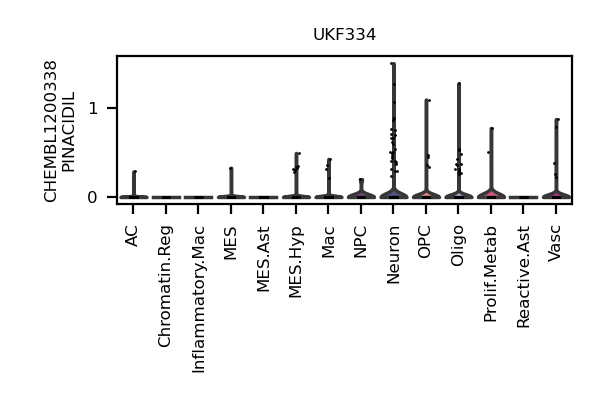 UKF334
CHEMBL1200338
PINACIDIL
1
0
AC
Chromatin.Reg
Inflammatory.Mac
MES
MES.Ast
MES.Hyp
Mac
NPC
Neuron
OPC
Oligo
Prolif.Metab
Reactive.Ast
Vasc